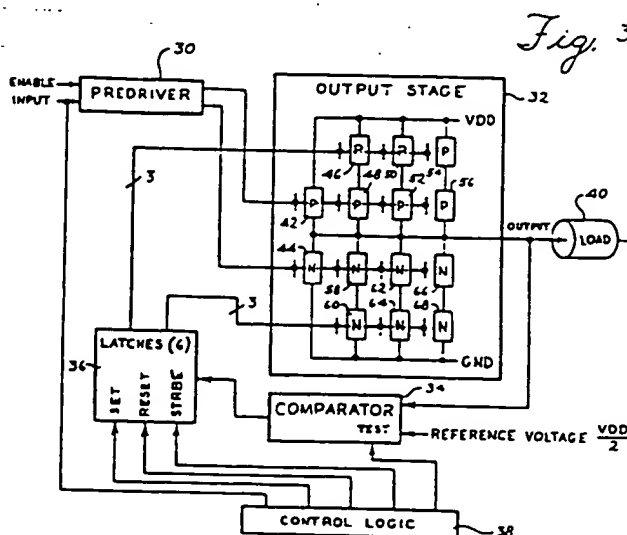 Fig. 3
30
ENABLE
INPUT
PREDRIVER
OUTPUT STAGE
32
VDD
46
50
54
P
3
P
42
P
48
P
52
P
56
40
OUTPUT
LOAD
44
N
N
58
N
62
N
66
3
60
N
64
N
68
N
GND
36
LATCHES (6)
SET
RESET
STROBE
34
COMPARATOR
TEST
REFERENCE VOLTAGE VDD/2
CONTROL LOGIC
38